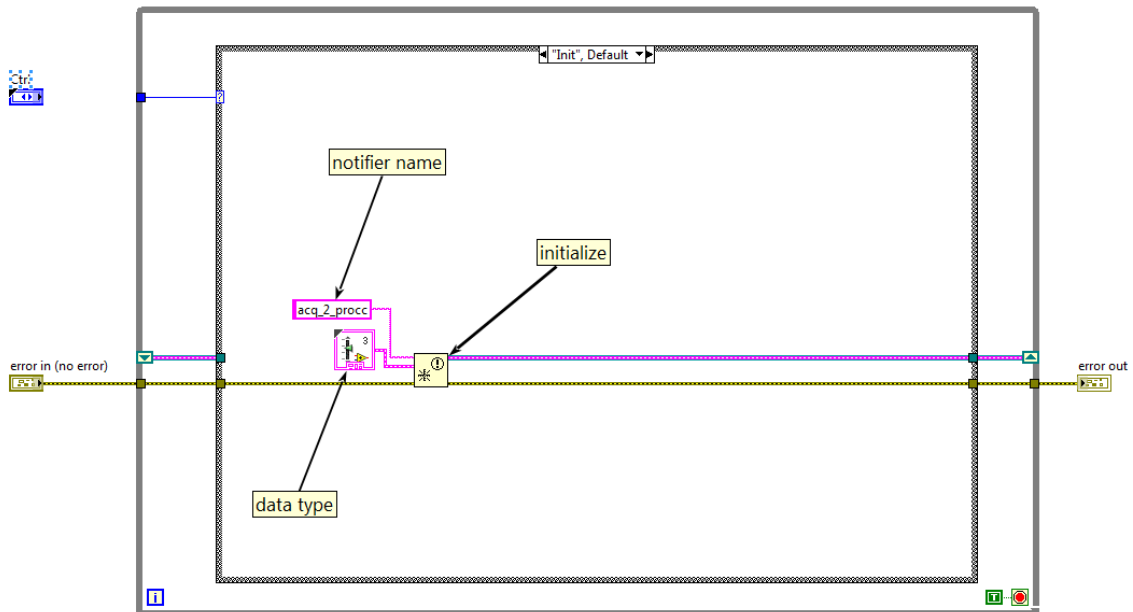 "Init", Default
Ctrl
?
notifier name
initialize
acq_2_procc
3
error in (no error)
error out
data type
i
T